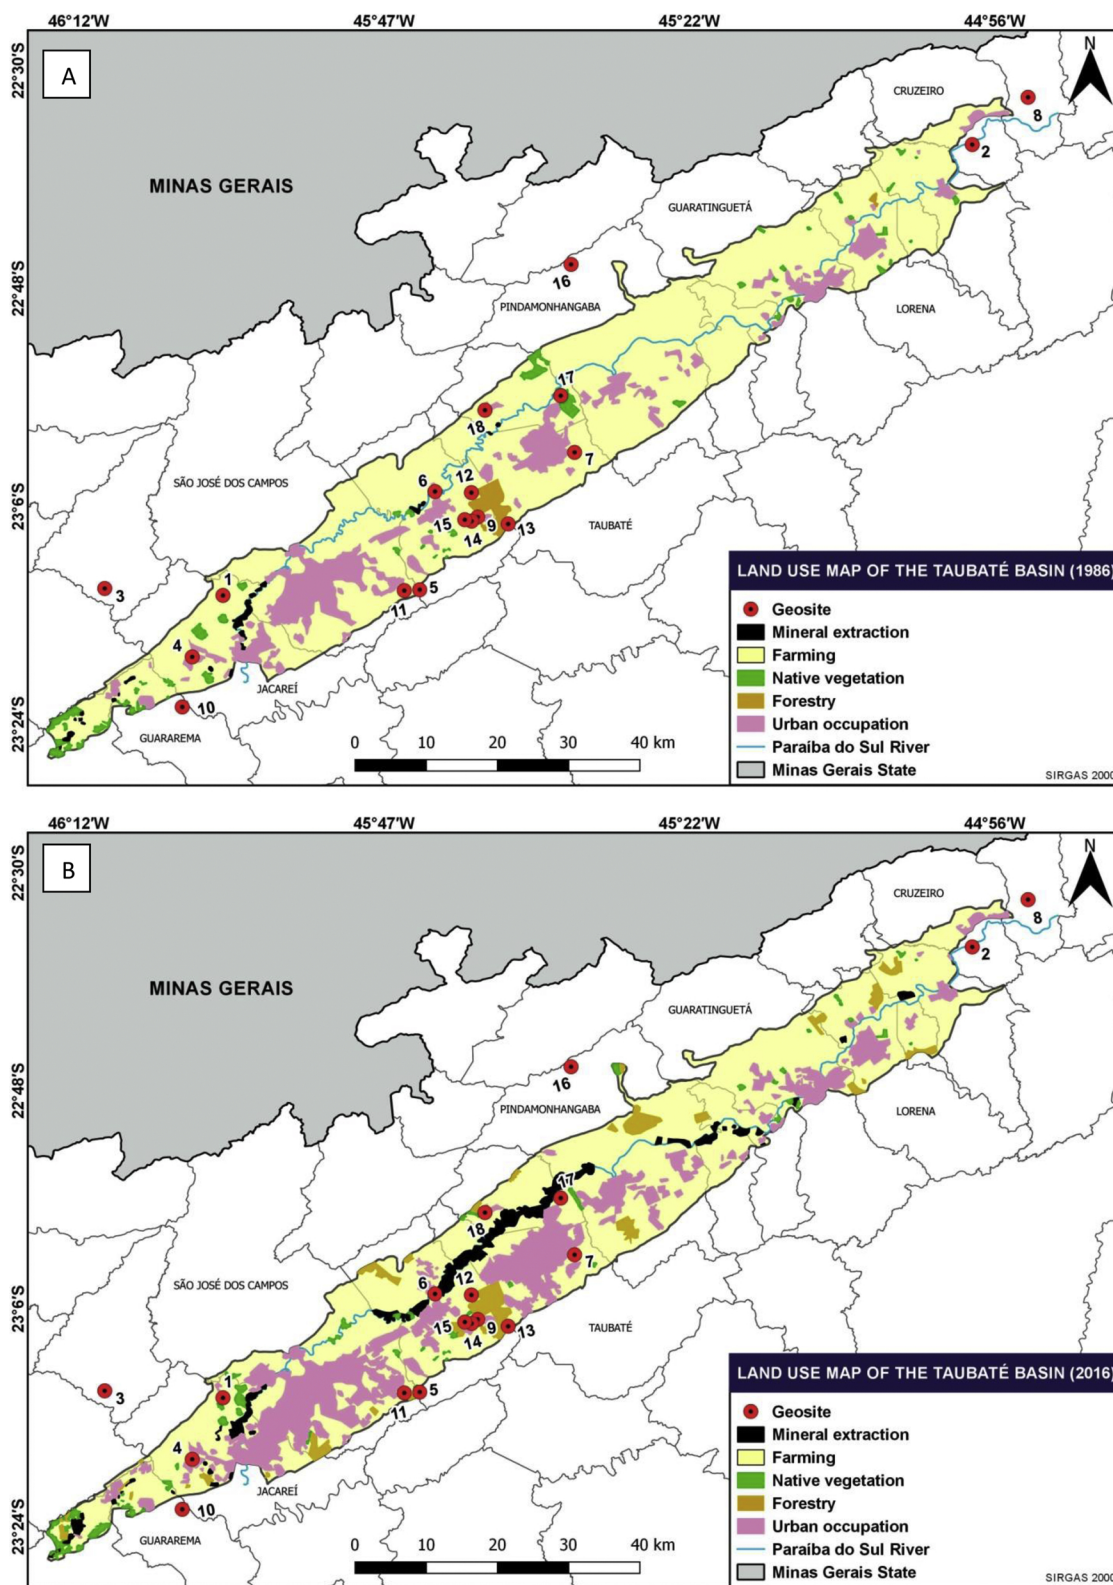 46°12'W 45°47'W 45°22'W 44°56'W
22°30'S
A
N
CRUZEIRO
8
2
MINAS GERAIS
GUARATINGUETÁ
22°48'S
16
PINDAMONHANGABA
LORENA
17
18
7
SÃO JOSÉ DOS CAMPOS
6
12
23°6'S
15
14
9
13
TAUBATÉ
1
3
11
5
4
JACAREÍ
10
23°24'S
GUARAREMA
0 10 20 30 40 km
LAND USE MAP OF THE TAUBATÉ BASIN (1986)
Geosite
Mineral extraction
Farming
Native vegetation
Forestry
Urban occupation
Paraíba do Sul River
Minas Gerais State
SIRGAS 2000
46°12'W 45°47'W 45°22'W 44°56'W
22°30'S
B
N
CRUZEIRO
8
2
MINAS GERAIS
GUARATINGUETÁ
22°48'S
16
PINDAMONHANGABA
LORENA
17
18
7
SÃO JOSÉ DOS CAMPOS
6
12
23°6'S
15
14
9
13
TAUBATÉ
1
3
11
5
4
JACAREÍ
10
23°24'S
GUARAREMA
0 10 20 30 40 km
LAND USE MAP OF THE TAUBATÉ BASIN (2016)
Geosite
Mineral extraction
Farming
Native vegetation
Forestry
Urban occupation
Paraíba do Sul River
Minas Gerais State
SIRGAS 2000